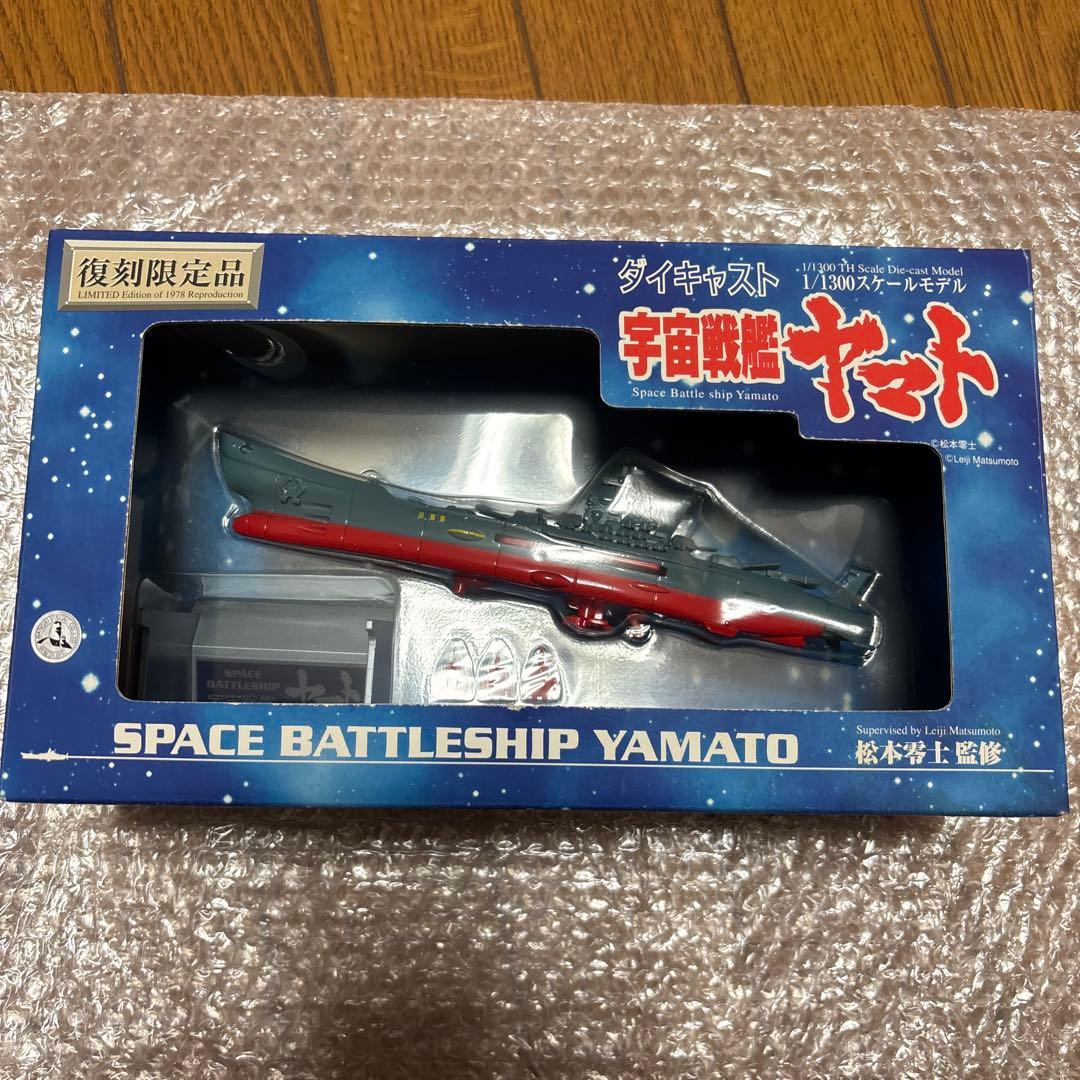 復刻限定品
LIMITED Edition of 1978 Reproduction
ダイキャスト
1/1300 TH Scale Die-cast Model
1/1300スケールモデル
宇宙戦艦
ヤマト
Space Battle ship Yamato
©松本零士
©Leiji Matsumoto
SPACE
BATTLESHIP
ヤマト
SPACE BATTLESHIP YAMATO
Supervised by Leiji Matsumoto
松本零士 監修